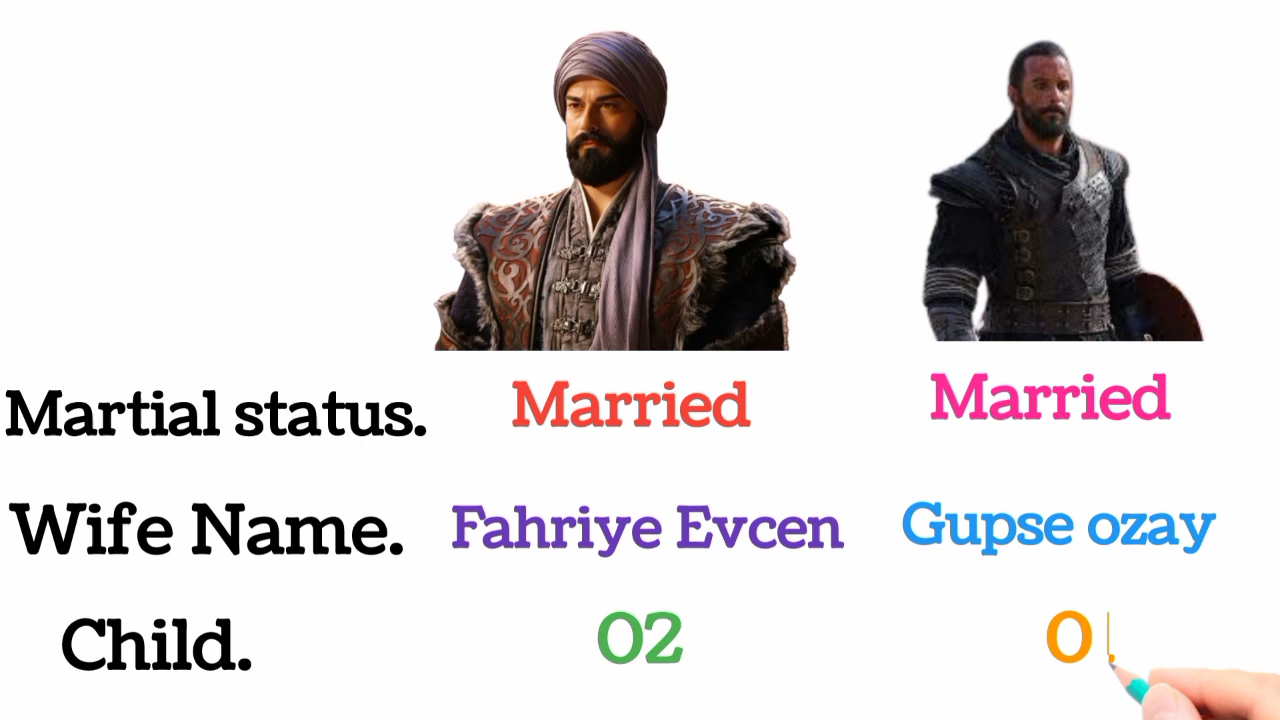 Martial status. Married Married
Wife Name. Fahriye Evcen Gupse ozay
Child. 02 0